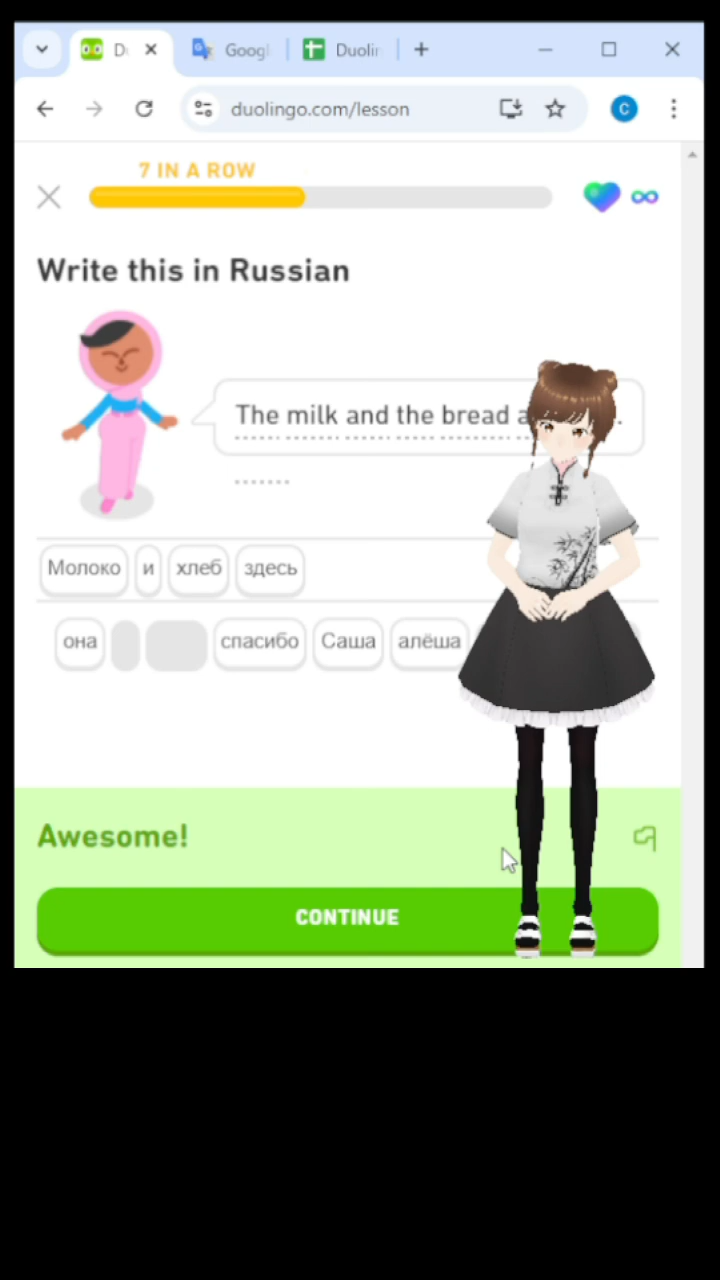 Du
Googl
Duolin
duolingo.com/lesson
C
7 IN A ROW
Write this in Russian
The milk and the bread a
Молоко и хлеб здесь
она спасибо Саша алёша
Awesome!
CONTINUE